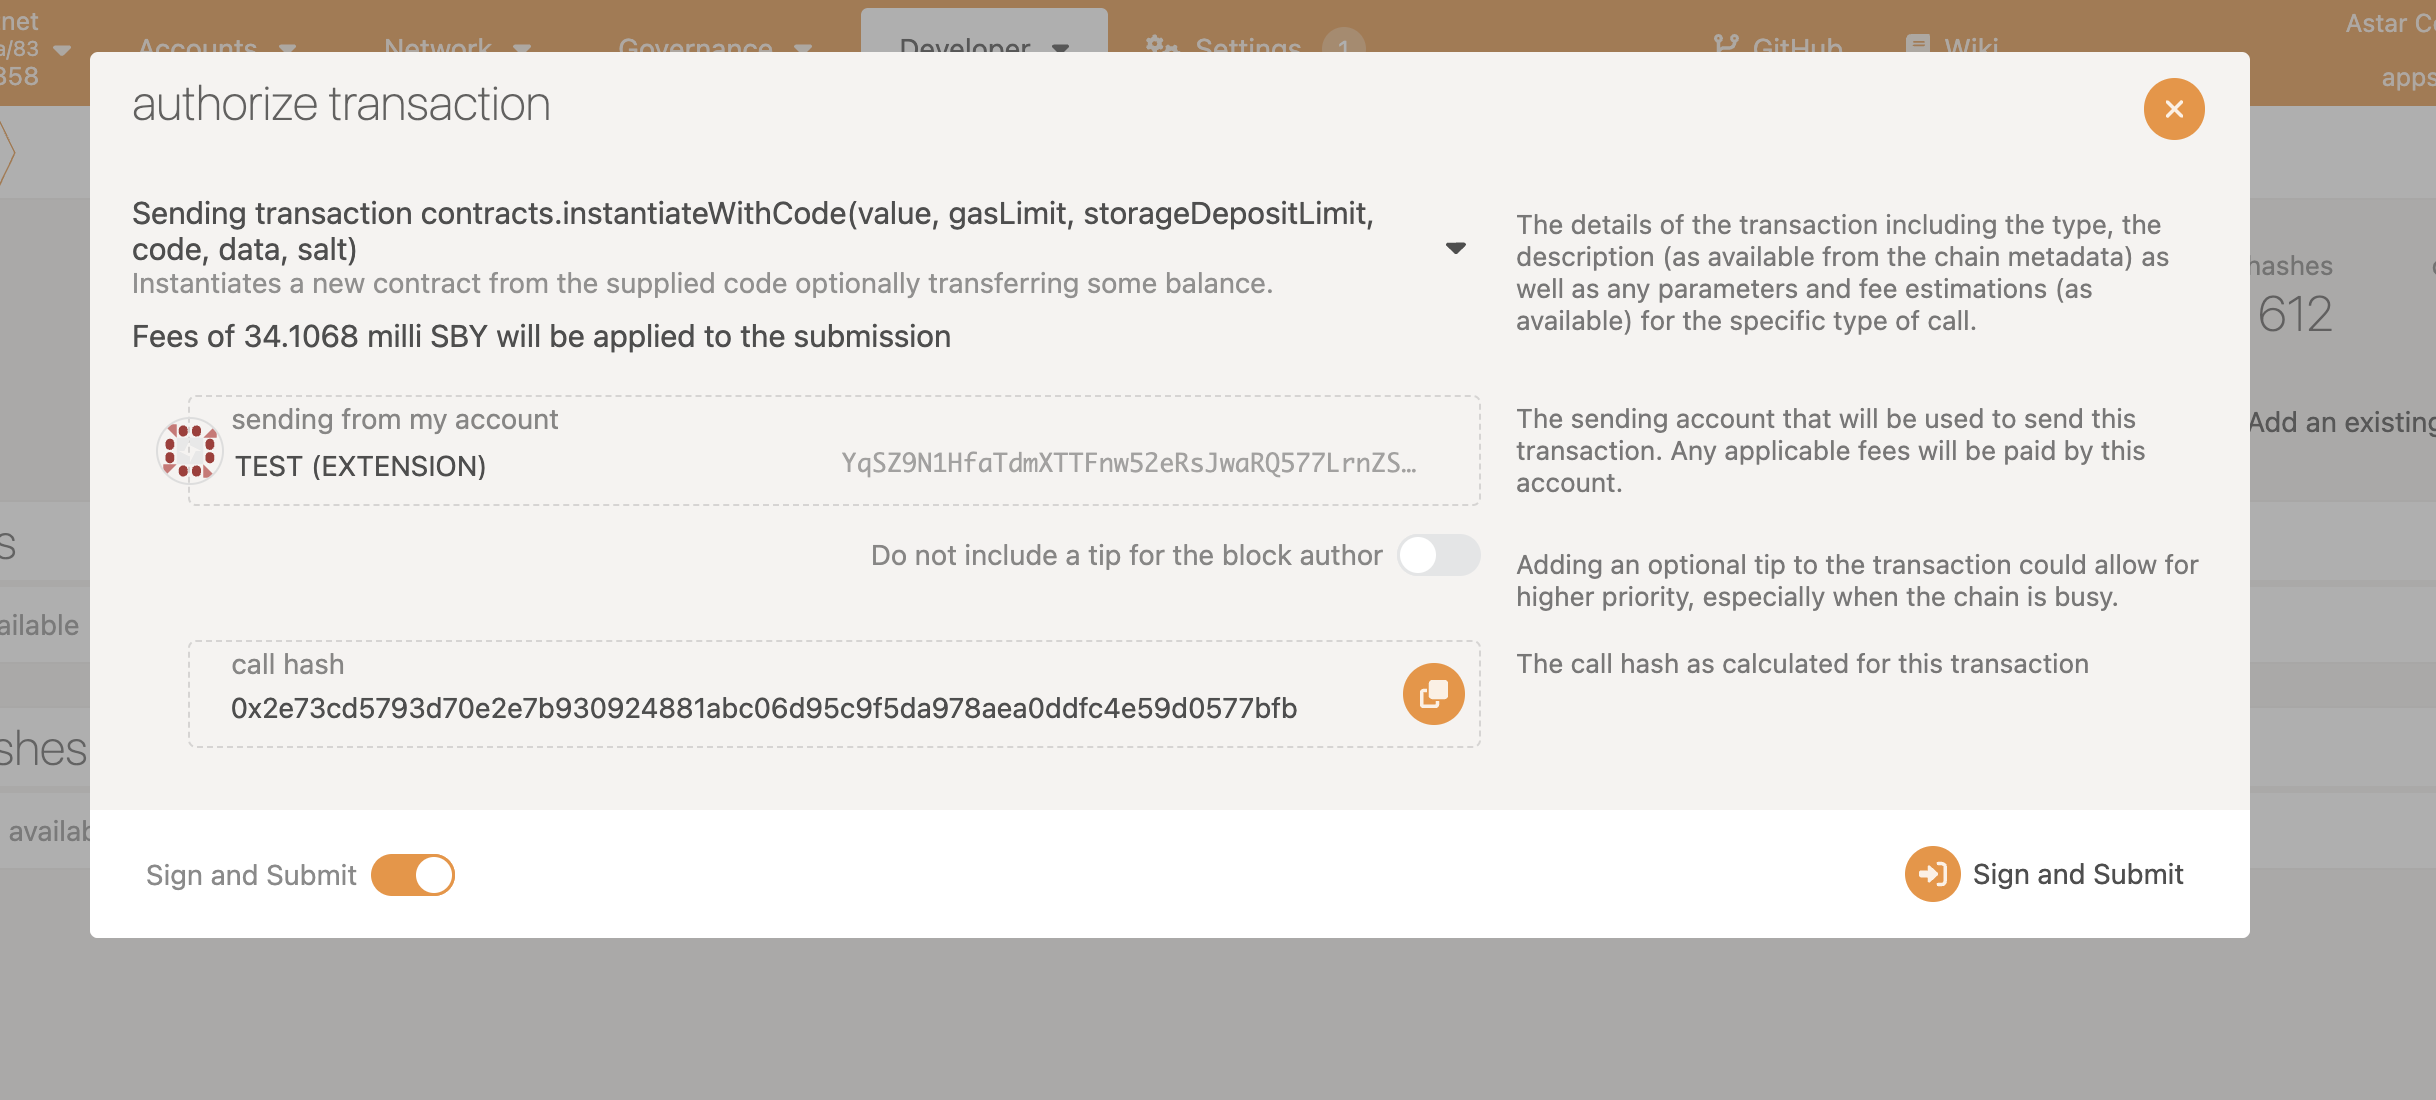 net
a/83
358
Accounts
Network
Governance
Developer
Settings
1
GitHub
Wiki
Astar
apps
authorize transaction
Sending transaction contracts.instantiateWithCode(value, gasLimit, storageDepositLimit,
code, data, salt)
Instantiates a new contract from the supplied code optionally transferring some balance.
Fees of 34.1068 milli SBY will be applied to the submission
The details of the transaction including the type, the
description (as available from the chain metadata) as
well as any parameters and fee estimations (as
available) for the specific type of call.
hashes
612
sending from my account
TEST (EXTENSION)
YqSZ9N1HfaTdmXTTFnw52eRsJwaRQ577LrnZS…
The sending account that will be used to send this
transaction. Any applicable fees will be paid by this
account.
Add an existing
Do not include a tip for the block author
Adding an optional tip to the transaction could allow for
higher priority, especially when the chain is busy.
s
ailable
call hash
0x2e73cd5793d70e2e7b930924881abc06d95c9f5da978aea0ddfc4e59d0577bfb
The call hash as calculated for this transaction
shes
availab
Sign and Submit
Sign and Submit